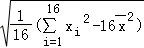 √(1/16 (∑_{i=1}^{16} x_i² − 16x̄²))